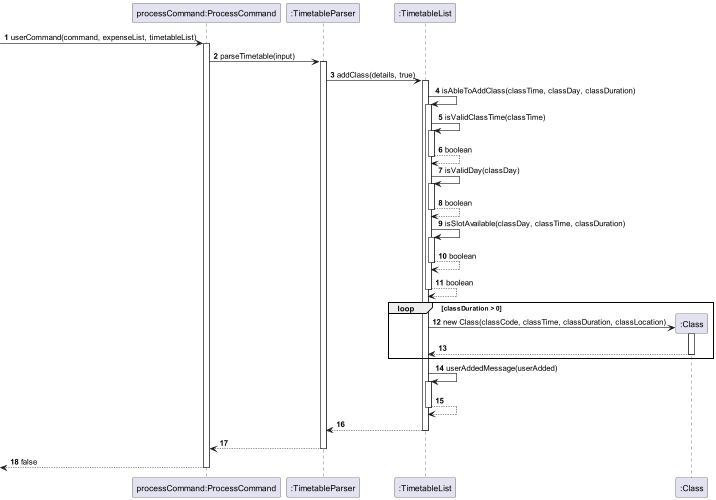 processCommand:ProcessCommand :TimetableParser :TimetableList
1 userCommand(command, expenseList, timetableList)
2 parseTimetable(input)
3 addClass(details, true)
4 isAbleToAddClass(classTime, classDay, classDuration)
5 isValidClassTime(classTime)
6 boolean
7 isValidDay(classDay)
8 boolean
9 isSlotAvailable(classDay, classTime, classDuration)
10 boolean
11 boolean
loop [classDuration > 0]
12 new Class(classCode, classTime, classDuration, classLocation) :Class
13
14 userAddedMessage(userAdded)
15
16
17
18 false
processCommand:ProcessCommand :TimetableParser :TimetableList :Class